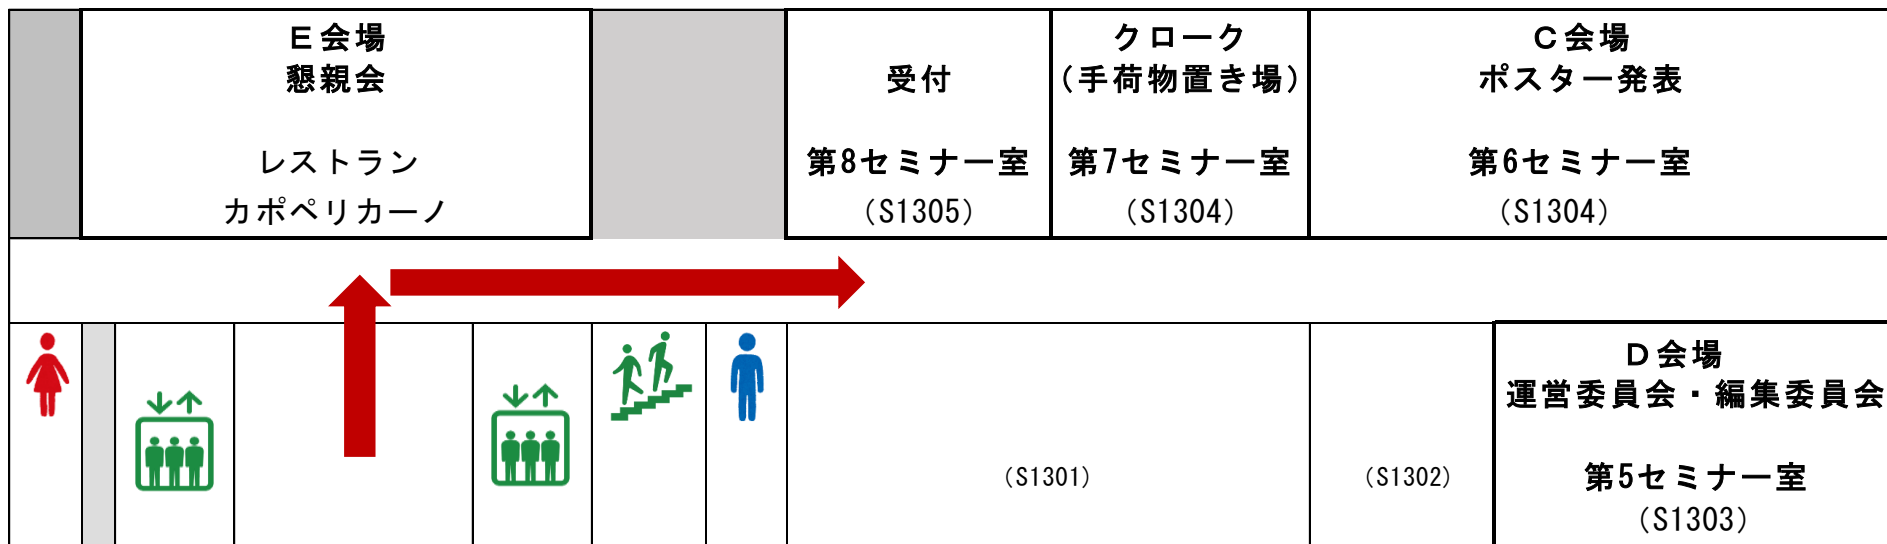 E会場
懇親会
レストラン
カポペリカーノ
受付
第8セミナー室
(S1305)
クローク
(手荷物置き場)
第7セミナー室
(S1304)
C会場
ポスター発表
第6セミナー室
(S1304)
(S1301)
(S1302)
D会場
運営委員会・編集委員会
第5セミナー室
(S1303)